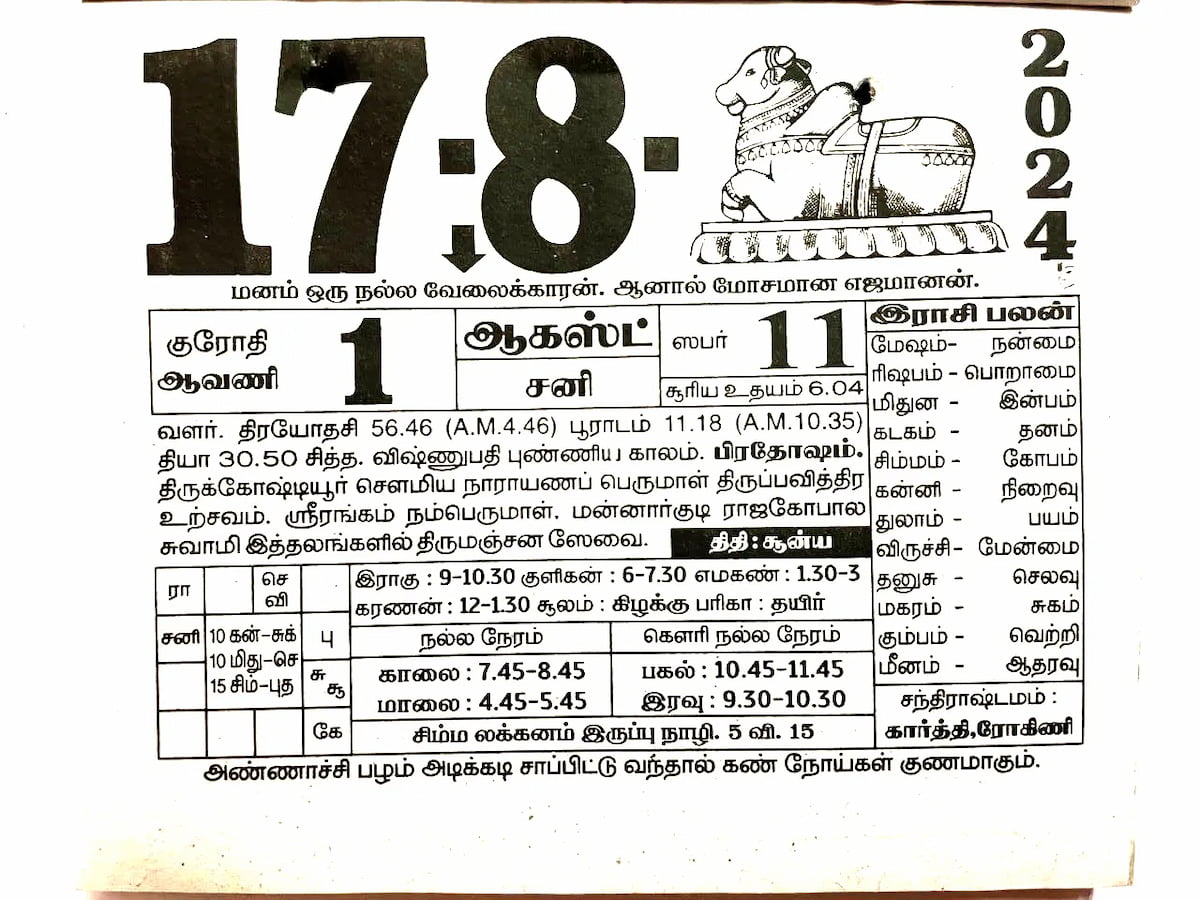 17-8-
2024
மனம் ஒரு நல்ல வேலைக்காரன். ஆனால் மோசமான எஜமானன்.
குரோதி
ஆவணி
1
ஆகஸ்ட்
சனி
ஸபர் 11
சூரிய உதயம் 6.04
வளர். திரயோதசி 56.46 (A.M.4.46) பூராடம் 11.18 (A.M.10.35)
தியா 30.50 சித்த. விஷ்ணுபதி புண்ணிய காலம். பிரதோஷம்.
திருக்கோஷ்டியூர் சௌமிய நாராயணப் பெருமாள் திருப்பவித்திர
உற்சவம். ஸ்ரீரங்கம் நம்பெருமாள். மன்னார்குடி ராஜகோபால
சுவாமி இத்தலங்களில் திருமஞ்சன ஸேவை.
திதி : சூன்ய
ரா
செ
வி
சனி
10 கன்-சுக்
10 மிது-செ
15 சிம்-புத
பு
சு
சூ
கே
இராகு : 9-10.30 குளிகன் : 6-7.30 எமகண் : 1.30-3
கரணன் : 12-1.30 சூலம் : கிழக்கு பரிகா : தயிர்
நல்ல நேரம்
காலை : 7.45-8.45
மாலை : 4.45-5.45
கௌரி நல்ல நேரம்
பகல் : 10.45-11.45
இரவு : 9.30-10.30
சிம்ம லக்கனம் இருப்பு நாழி. 5 வி. 15
இராசி பலன்
மேஷம்- நன்மை
ரிஷபம் - பொறாமை
மிதுன - இன்பம்
கடகம் - தனம்
சிம்மம் - கோபம்
கன்னி - நிறைவு
துலாம் - பயம்
விருச்சி- மேன்மை
தனுசு - செலவு
மகரம் - சுகம்
கும்பம் - வெற்றி
மீனம் - ஆதரவு
சந்திராஷ்டமம் :
கார்த்தி,ரோகிணி
அண்ணாச்சி பழம் அடிக்கடி சாப்பிட்டு வந்தால் கண் நோய்கள் குணமாகும்.